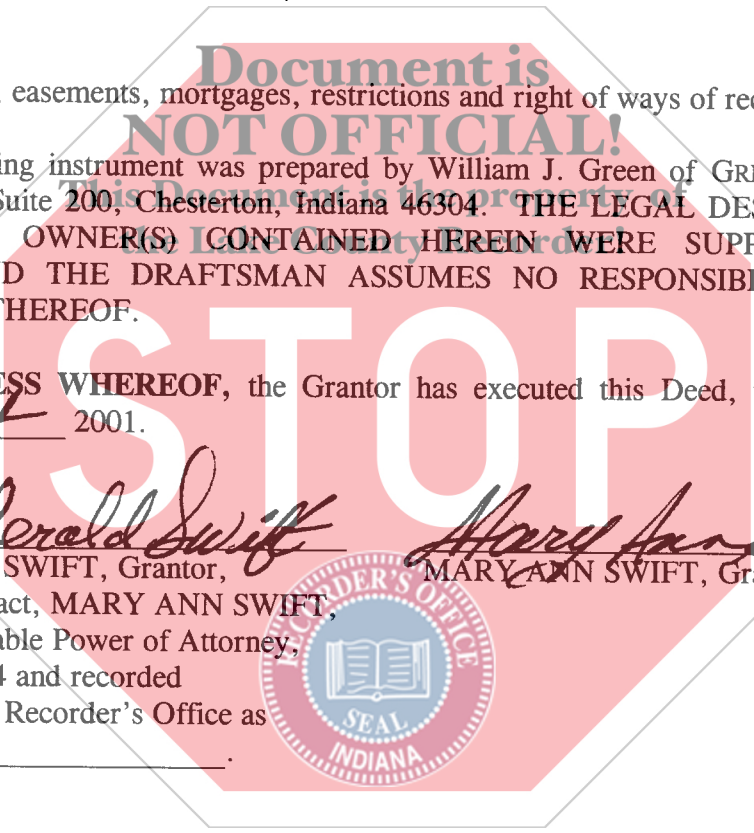 Document is
easements, mortgages, restrictions and right of ways of rec
NOT OFFICIAL!
ing instrument was prepared by William J. Green of GRE
This Document is the property of
Suite 200, Chesterton, Indiana 46304. THE LEGAL DES
the Lake County Recorder!
OWNER(S) CONTAINED HEREIN WERE SUPP
D THE DRAFTSMAN ASSUMES NO RESPONSIBI
THEREOF.
STOP
ESS WHEREOF, the Grantor has executed this Deed,
2001.
Gerald Swift
Mary Ann
SWIFT, Grantor,
MARY ANN SWIFT, Gra
act, MARY ANN SWIFT,
able Power of Attorney,
4 and recorded
Recorder's Office as
RECORDER'S OFFICE
SEAL
INDIANA